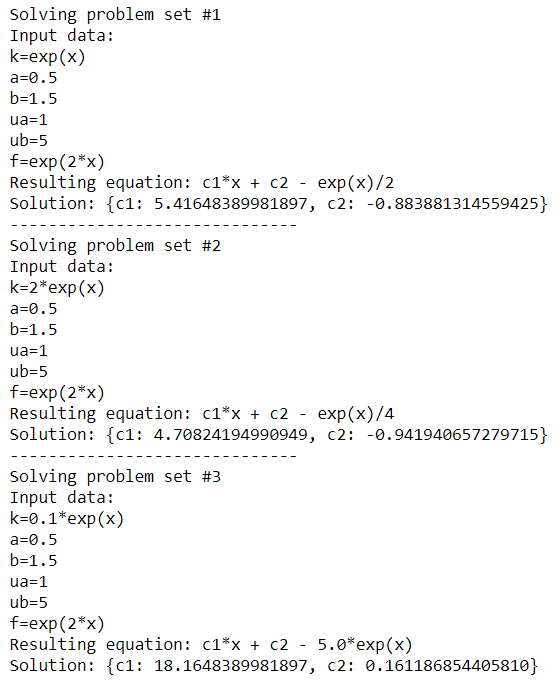 Solving problem set #1
Input data:
k=exp(x)
a=0.5
b=1.5
ua=1
ub=5
f=exp(2*x)
Resulting equation: c1*x + c2 - exp(x)/2
Solution: {c1: 5.41648389981897, c2: -0.883881314559425}
------------------------------
Solving problem set #2
Input data:
k=2*exp(x)
a=0.5
b=1.5
ua=1
ub=5
f=exp(2*x)
Resulting equation: c1*x + c2 - exp(x)/4
Solution: {c1: 4.70824194990949, c2: -0.941940657279715}
------------------------------
Solving problem set #3
Input data:
k=0.1*exp(x)
a=0.5
b=1.5
ua=1
ub=5
f=exp(2*x)
Resulting equation: c1*x + c2 - 5.0*exp(x)
Solution: {c1: 18.1648389981897, c2: 0.161186854405810}